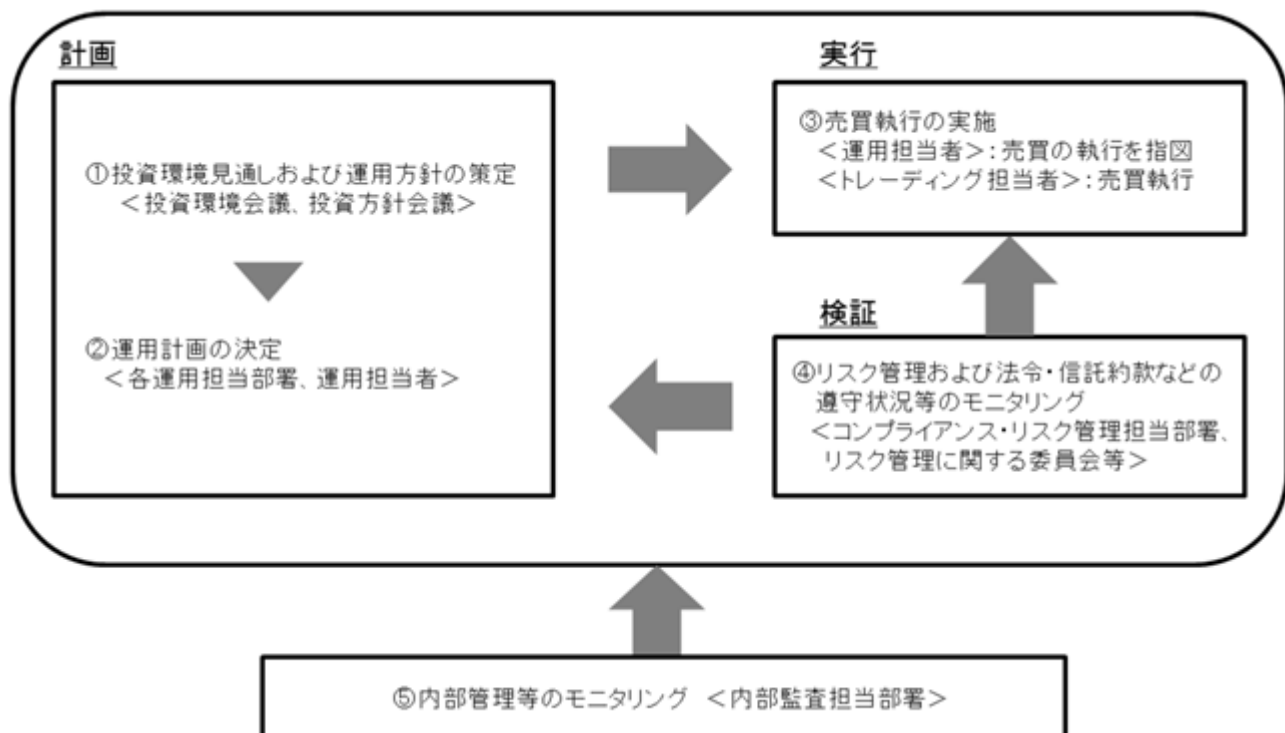 計画
①投資環境見通しおよび運用方針の策定
＜投資環境会議、投資方針会議＞
②運用計画の決定
＜各運用担当部署、運用担当者＞
実行
③売買執行の実施
＜運用担当者＞：売買の執行を指図
＜トレーディング担当者＞：売買執行
検証
④リスク管理および法令・信託約款などの
遵守状況等のモニタリング
＜コンプライアンス・リスク管理担当部署、
リスク管理に関する委員会等＞
⑤内部管理等のモニタリング ＜内部監査担当部署＞